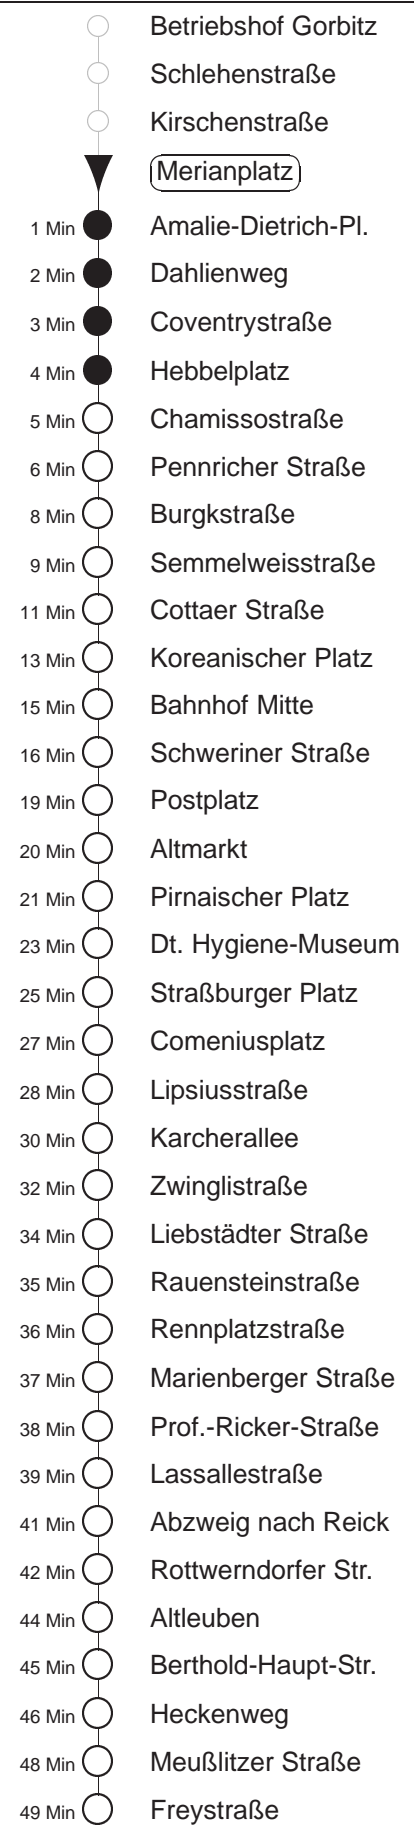 Betriebshof Gorbitz
Schlehenstraße
Kirschenstraße
Merianplatz
1 Min Amalie-Dietrich-Pl.
2 Min Dahlienweg
3 Min Coventrystraße
4 Min Hebbelplatz
5 Min Chamissostraße
6 Min Pennricher Straße
8 Min Burgkstraße
9 Min Semmelweisstraße
11 Min Cottaer Straße
13 Min Koreanischer Platz
15 Min Bahnhof Mitte
16 Min Schweriner Straße
19 Min Postplatz
20 Min Altmarkt
21 Min Pirnaischer Platz
23 Min Dt. Hygiene-Museum
25 Min Straßburger Platz
27 Min Comeniusplatz
28 Min Lipsiusstraße
30 Min Karcherallee
32 Min Zwinglistraße
34 Min Liebstädter Straße
35 Min Rauensteinstraße
36 Min Rennplatzstraße
37 Min Marienberger Straße
38 Min Prof.-Ricker-Straße
39 Min Lassallestraße
41 Min Abzweig nach Reick
42 Min Rottwerndorfer Str.
44 Min Altleuben
45 Min Berthold-Haupt-Str.
46 Min Heckenweg
48 Min Meußlitzer Straße
49 Min Freystraße